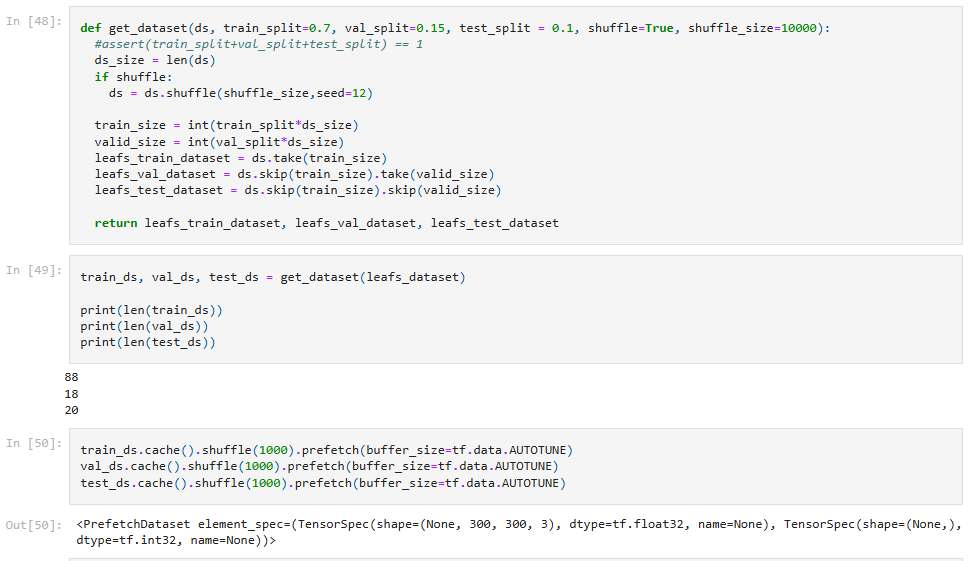 In [48]:
def get_dataset(ds, train_split=0.7, val_split=0.15, test_split = 0.1, shuffle=True, shuffle_size=10000):
  #assert(train_split+val_split+test_split) == 1
  ds_size = len(ds)
  if shuffle:
    ds = ds.shuffle(shuffle_size,seed=12)
  train_size = int(train_split*ds_size)
  valid_size = int(val_split*ds_size)
  leafs_train_dataset = ds.take(train_size)
  leafs_val_dataset = ds.skip(train_size).take(valid_size)
  leafs_test_dataset = ds.skip(train_size).skip(valid_size)
  return leafs_train_dataset, leafs_val_dataset, leafs_test_dataset
In [49]:
train_ds, val_ds, test_ds = get_dataset(leafs_dataset)
print(len(train_ds))
print(len(val_ds))
print(len(test_ds))
88
18
20
In [50]:
train_ds.cache().shuffle(1000).prefetch(buffer_size=tf.data.AUTOTUNE)
val_ds.cache().shuffle(1000).prefetch(buffer_size=tf.data.AUTOTUNE)
test_ds.cache().shuffle(1000).prefetch(buffer_size=tf.data.AUTOTUNE)
Out[50]:
<PrefetchDataset element_spec=(TensorSpec(shape=(None, 300, 300, 3), dtype=tf.float32, name=None), TensorSpec(shape=(None,),
dtype=tf.int32, name=None))>